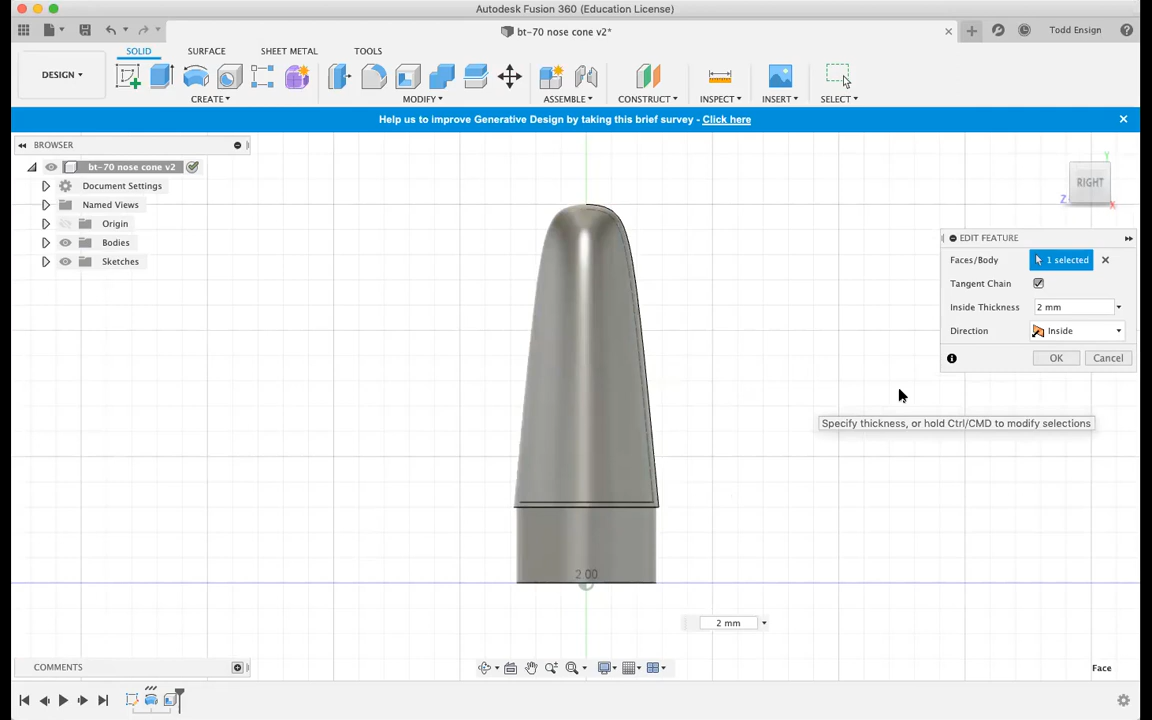 Autodesk Fusion 360 (Education License)
bt-70 nose cone v2*
Todd Ensign
DESIGN
SOLID
SURFACE
SHEET METAL
TOOLS
CREATE
MODIFY
ASSEMBLE
CONSTRUCT
INSPECT
INSERT
SELECT
Help us to improve Generative Design by taking this brief survey - Click here
BROWSER
bt-70 nose cone v2
Document Settings
Named Views
Origin
Bodies
Sketches
Y
RIGHT
Z
X
EDIT FEATURE
Faces/Body 1 selected
Tangent Chain
Inside Thickness 2 mm
Direction Inside
OK Cancel
Specify thickness, or hold Ctrl/CMD to modify selections
2.00
2 mm
COMMENTS
Face